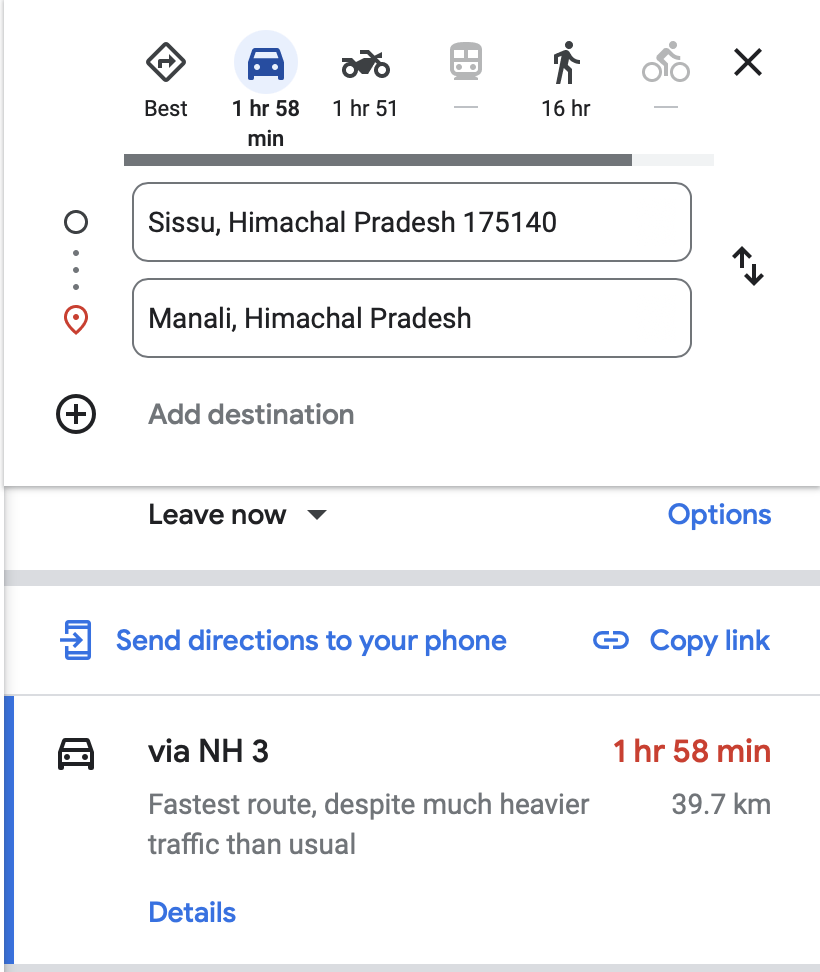 Best
1 hr 58
min
1 hr 51
—
16 hr
—
Sissu, Himachal Pradesh 175140
Manali, Himachal Pradesh
Add destination
Leave now
Options
Send directions to your phone
Copy link
via NH 3
1 hr 58 min
Fastest route, despite much heavier
39.7 km
traffic than usual
Details